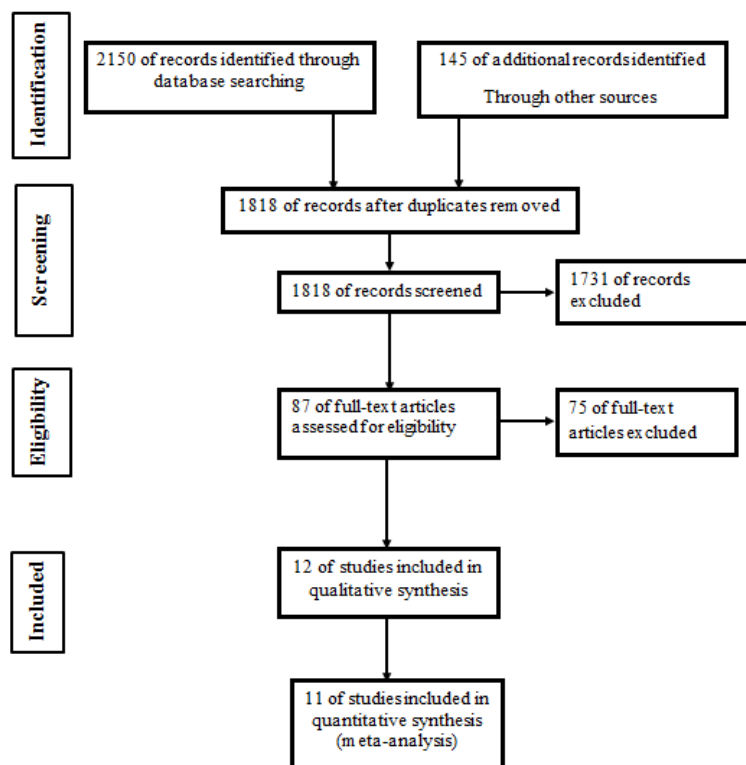 Identification
2150 of records identified through
database searching
145 of additional records identified
Through other sources
Screening
1818 of records after duplicates removed
1818 of records screened
1731 of records
excluded
Eligibility
87 of full-text articles
assessed for eligibility
75 of full-text
articles excluded
Included
12 of studies included in
qualitative synthesis
11 of studies included in
quantitative synthesis
(meta-analysis)